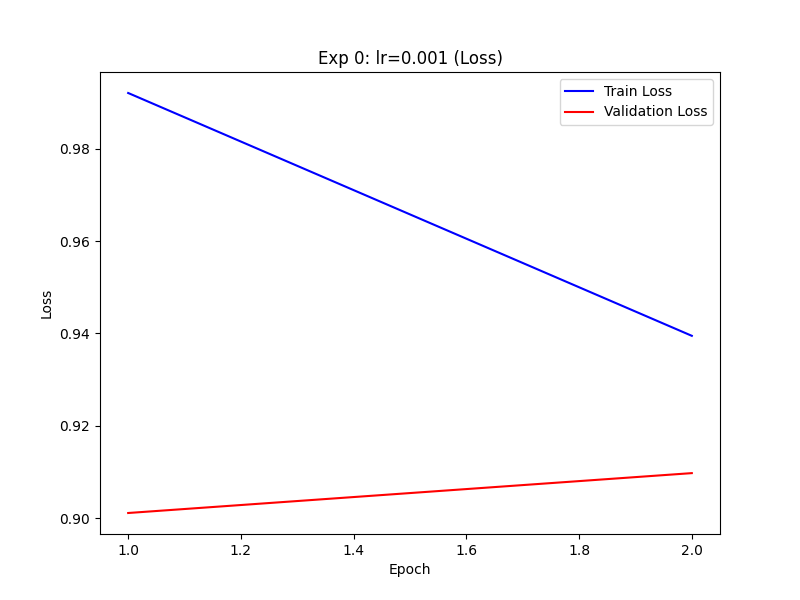 Exp 0: lr=0.001 (Loss)
Train Loss
Validation Loss
Loss
0.98
0.96
0.94
0.92
0.90
1.0 1.2 1.4 1.6 1.8 2.0
Epoch